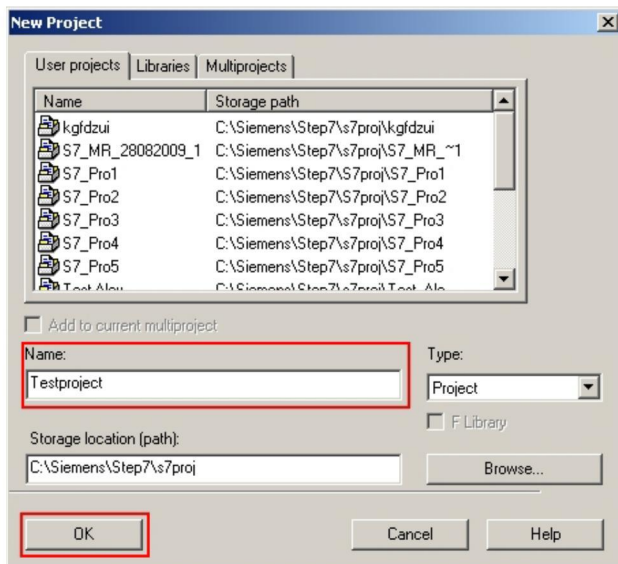 New Project
User projects Libraries Multiprojects
Name Storage path
kgfdzui C:\Siemens\Step7\s7proj\kgfdzui
S7_MR_28082009_1 C:\Siemens\Step7\s7proj\S7_MR_~1
S7_Pro1 C:\Siemens\Step7\s7proj\S7_Pro1
S7_Pro2 C:\Siemens\Step7\s7proj\S7_Pro2
S7_Pro3 C:\Siemens\Step7\s7proj\S7_Pro3
S7_Pro4 C:\Siemens\Step7\s7proj\S7_Pro4
S7_Pro5 C:\Siemens\Step7\s7proj\S7_Pro5
Add to current multiproject
Name: Type:
Testproject Project
F Library
Storage location (path):
C:\Siemens\Step7\s7proj Browse...
OK Cancel Help